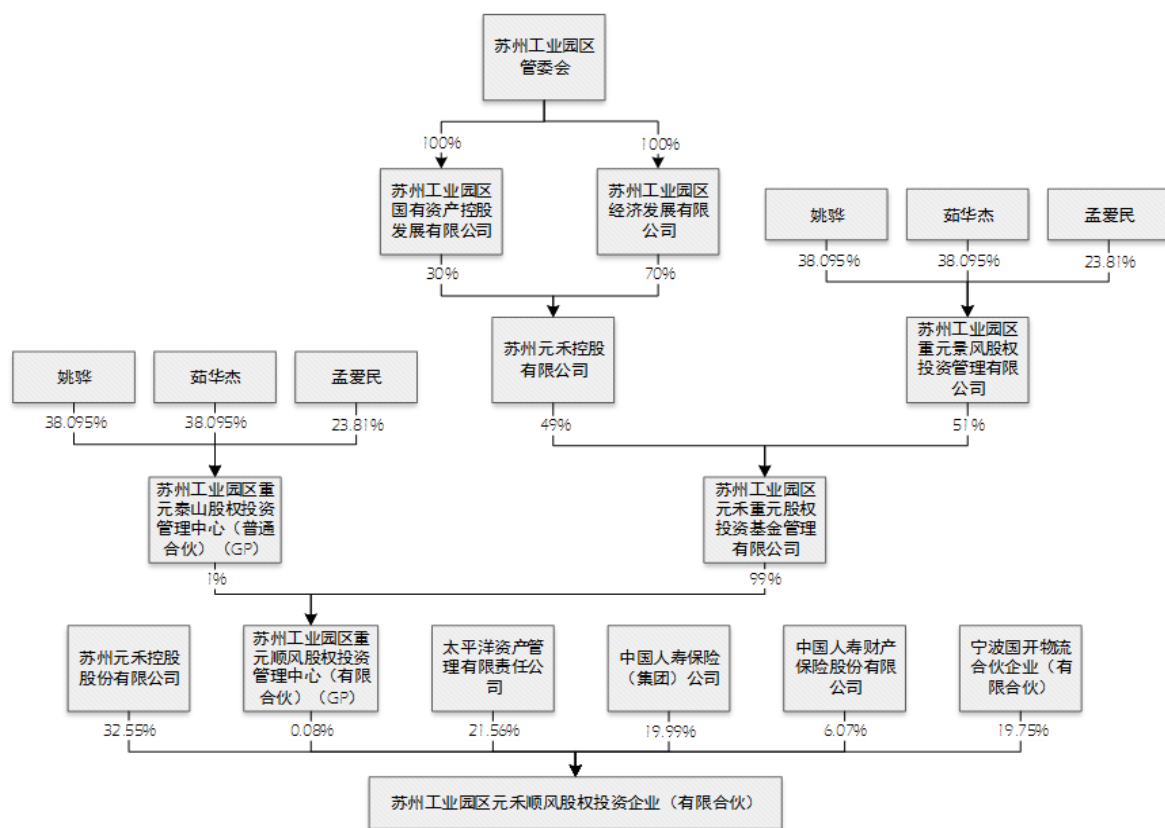 苏州工业园区
管委会
100%
100%
苏州工业园区
国有资产控股
发展有限公司
苏州工业园区
经济发展有限
公司
姚骅
茹华杰
孟爱民
30%
70%
38.095%
38.095%
23.81%
苏州元禾控股
有限公司
苏州工业园区
重元景风股权
投资管理有限
公司
姚骅
茹华杰
孟爱民
38.095%
38.095%
23.81%
49%
51%
苏州工业园区重
元泰山股权投资
管理中心（普通
合伙）（GP）
苏州工业园区
元禾重元股权
投资基金管理
有限公司
1%
99%
苏州元禾控股
股份有限公司
苏州工业园区重
元顺风股权投资
管理中心（有限
合伙）（GP）
太平洋资产管
理有限责任公
司
中国人寿保险
（集团）公司
中国人寿财产
保险股份有限
公司
宁波国开物流
合伙企业（有
限合伙）
32.55%
0.08%
21.56%
19.99%
6.07%
19.75%
苏州工业园区元禾顺风股权投资企业（有限合伙）